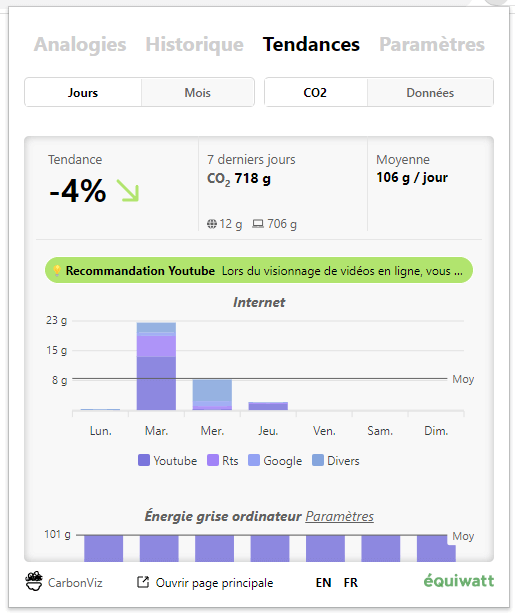 Analogies Historique Tendances Paramètres
Jours Mois CO2 Données
Tendance 7 derniers jours Moyenne
-4% CO2 718 g 106 g / jour
12 g 706 g
Recommandation Youtube Lors du visionnage de vidéos en ligne, vous ...
Internet
23 g
15 g
8 g Moy
Lun. Mar. Mer. Jeu. Ven. Sam. Dim.
Youtube Rts Google Divers
Énergie grise ordinateur Paramètres
101 g Moy
CarbonViz Ouvrir page principale EN FR équiwatt